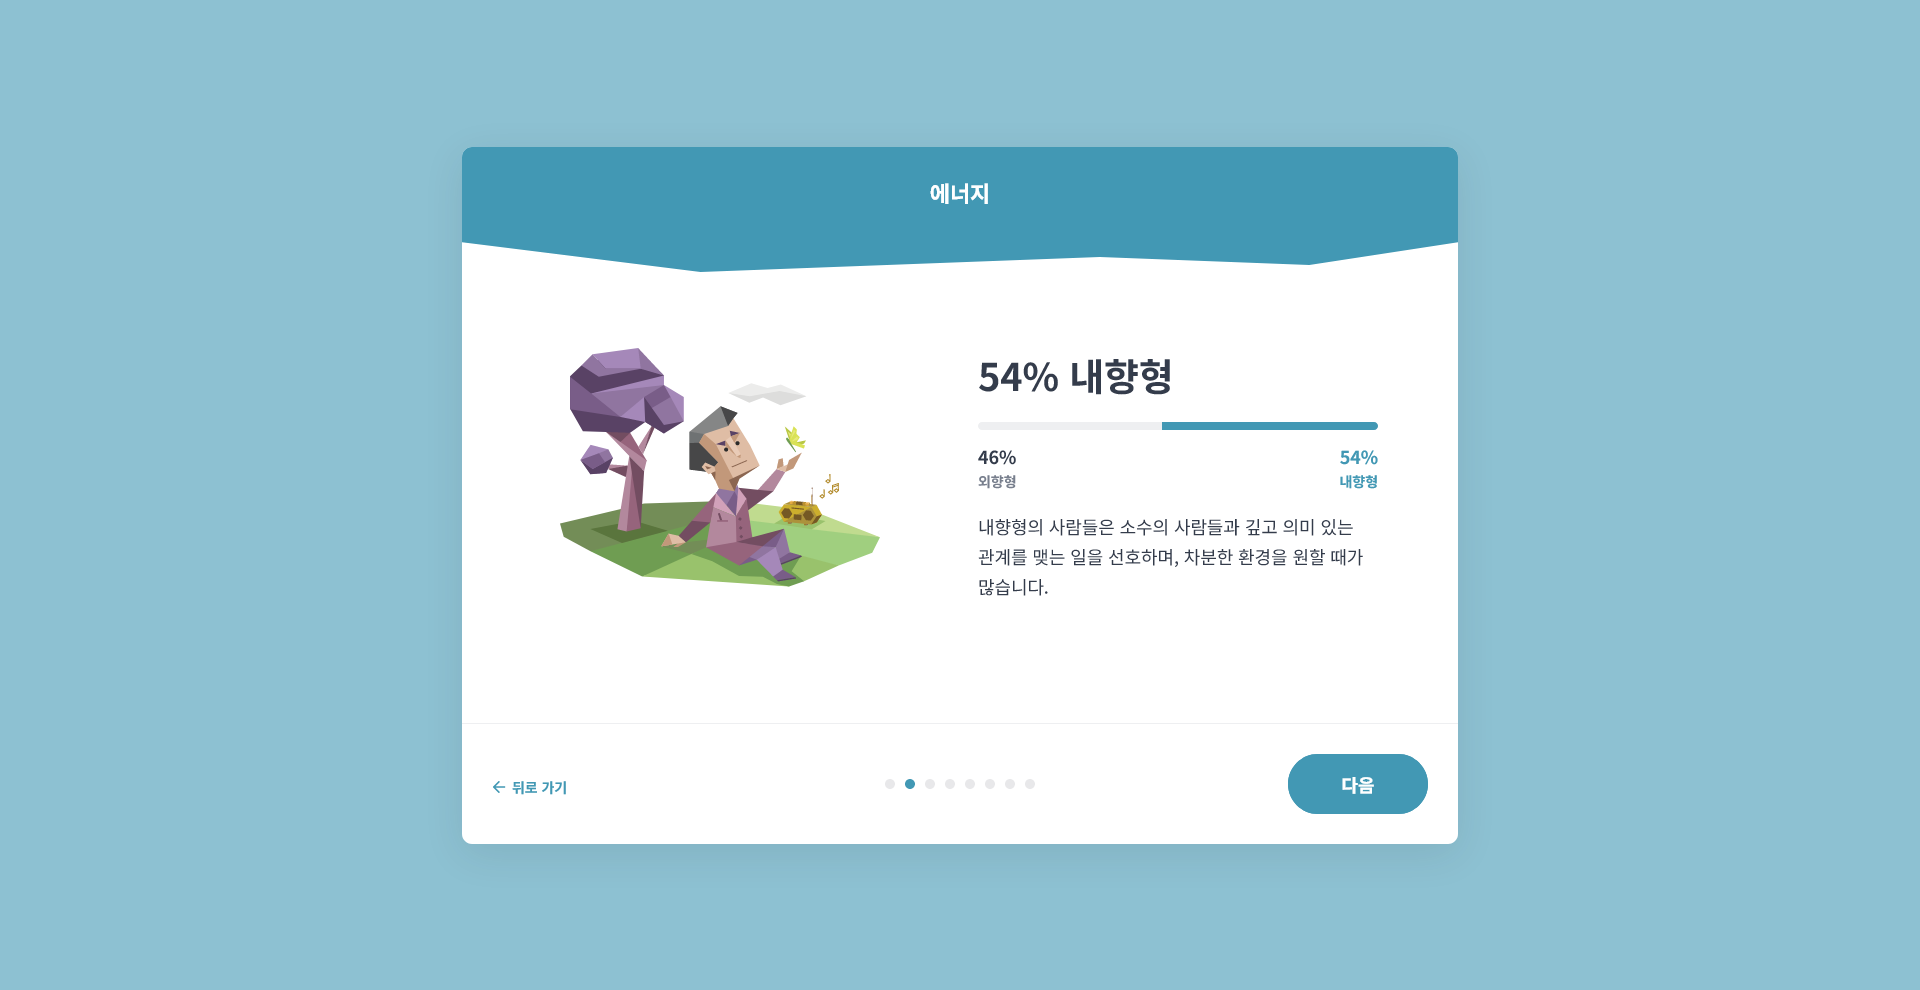 에너지
54% 내향형
46%
54%
외향형
내향형
내향형의 사람들은 소수의 사람들과 깊고 의미 있는
관계를 맺는 일을 선호하며, 차분한 환경을 원할 때가
많습니다.
← 뒤로 가기
다음